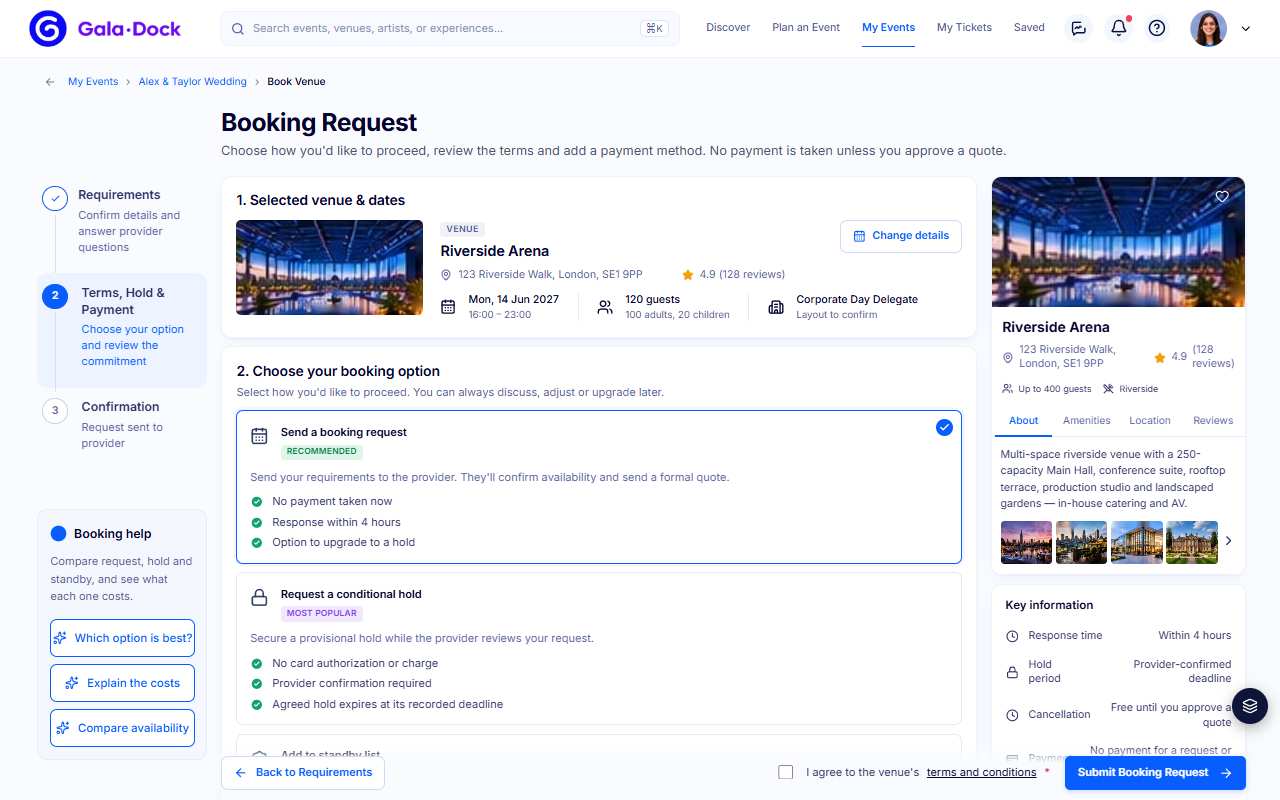 Gala·Dock
Search events, venues, artists, or experiences...
⌘K
Discover
Plan an Event
My Events
My Tickets
Saved
My Events › Alex & Taylor Wedding › Book Venue
Booking Request
Choose how you'd like to proceed, review the terms and add a payment method. No payment is taken unless you approve a quote.
Requirements
Confirm details and
answer provider
questions
2
Terms, Hold &
Payment
Choose your option
and review the
commitment
3
Confirmation
Request sent to
provider
Booking help
Compare request, hold and
standby, and see what
each one costs.
Which option is best?
Explain the costs
Compare availability
1. Selected venue & dates
VENUE
Riverside Arena
123 Riverside Walk, London, SE1 9PP
4.9 (128 reviews)
Change details
Mon, 14 Jun 2027
16:00 – 23:00
120 guests
100 adults, 20 children
Corporate Day Delegate
Layout to confirm
2. Choose your booking option
Select how you'd like to proceed. You can always discuss, adjust or upgrade later.
Send a booking request
RECOMMENDED
Send your requirements to the provider. They'll confirm availability and send a formal quote.
No payment taken now
Response within 4 hours
Option to upgrade to a hold
Request a conditional hold
MOST POPULAR
Secure a provisional hold while the provider reviews your request.
No card authorization or charge
Provider confirmation required
Agreed hold expires at its recorded deadline
Add to standby list
Back to Requirements
I agree to the venue's terms and conditions *
Submit Booking Request
Riverside Arena
123 Riverside Walk,
London, SE1 9PP
4.9
(128
reviews)
Up to 400 guests
Riverside
About
Amenities
Location
Reviews
Multi-space riverside venue with a 250-
capacity Main Hall, conference suite, rooftop
terrace, production studio and landscaped
gardens — in-house catering and AV.
Key information
Response time
Within 4 hours
Hold
period
Provider-confirmed
deadline
Cancellation
Free until you approve a
quote
Payment
No payment for a request or